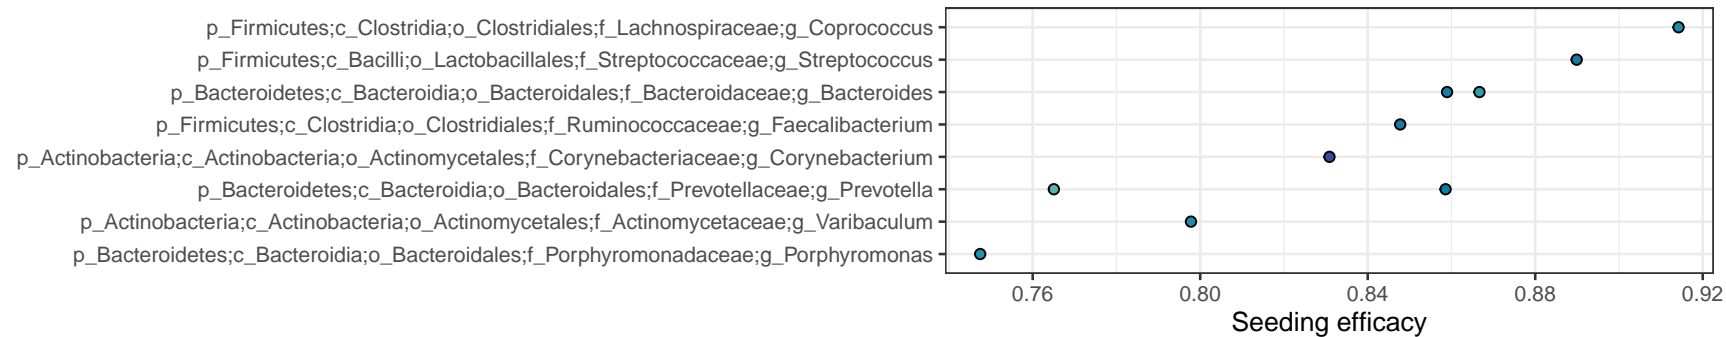 p_Firmicutes;c_Clostridia;o_Clostridiales;f_Lachnospiraceae;g_Coprococcus
p_Firmicutes;c_Bacilli;o_Lactobacillales;f_Streptococcaceae;g_Streptococcus
p_Bacteroidetes;c_Bacteroidia;o_Bacteroidales;f_Bacteroidaceae;g_Bacteroides
p_Firmicutes;c_Clostridia;o_Clostridiales;f_Ruminococcaceae;g_Faecalibacterium
p_Actinobacteria;c_Actinobacteria;o_Actinomycetales;f_Corynebacteriaceae;g_Corynebacterium
p_Bacteroidetes;c_Bacteroidia;o_Bacteroidales;f_Prevotellaceae;g_Prevotella
p_Actinobacteria;c_Actinobacteria;o_Actinomycetales;f_Actinomycetaceae;g_Varibaculum
p_Bacteroidetes;c_Bacteroidia;o_Bacteroidales;f_Porphyromonadaceae;g_Porphyromonas
0.76 0.80 0.84 0.88 0.92
Seeding efficacy